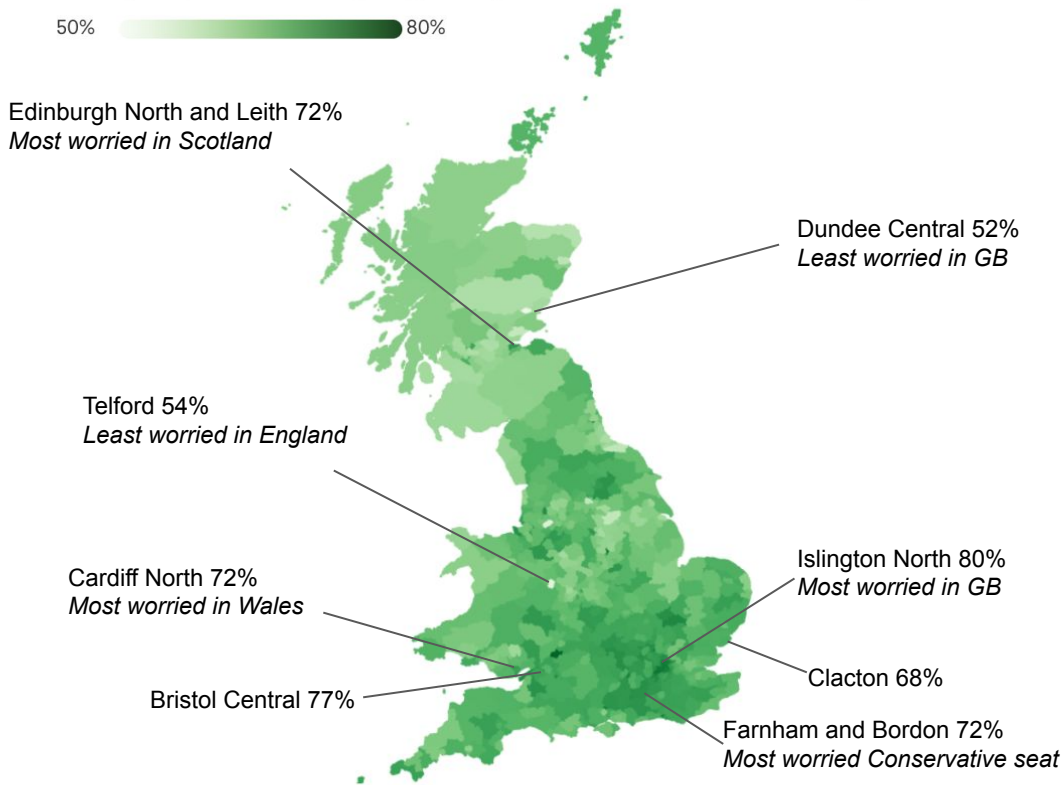 50% 80%
Edinburgh North and Leith 72%
Most worried in Scotland
Dundee Central 52%
Least worried in GB
Telford 54%
Least worried in England
Islington North 80%
Most worried in GB
Cardiff North 72%
Most worried in Wales
Clacton 68%
Bristol Central 77%
Farnham and Bordon 72%
Most worried Conservative seat